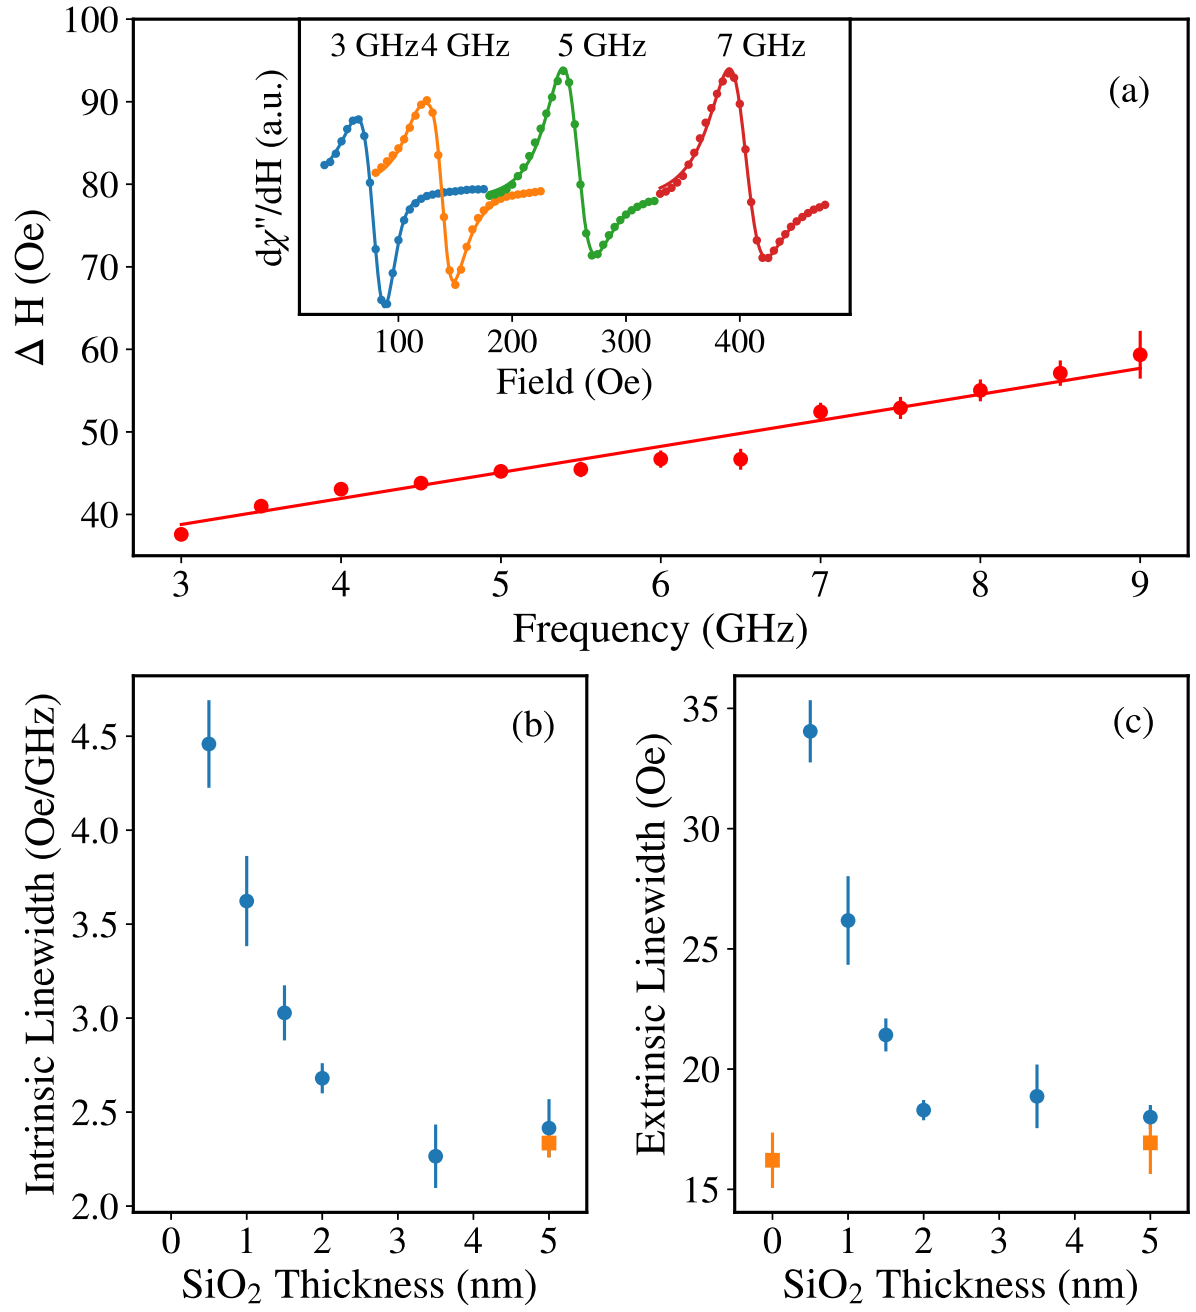 100
90
80
70
60
50
40
Δ H (Oe)
3 GHz 4 GHz 5 GHz 7 GHz
(a)
dχ"/dH (a.u.)
100 200 300 400
Field (Oe)
3 4 5 6 7 8 9
Frequency (GHz)
4.5
4.0
3.5
3.0
2.5
2.0
Intrinsic Linewidth (Oe/GHz)
(b)
0 1 2 3 4 5
SiO₂ Thickness (nm)
35
30
25
20
15
Extrinsic Linewidth (Oe)
(c)
0 1 2 3 4 5
SiO₂ Thickness (nm)